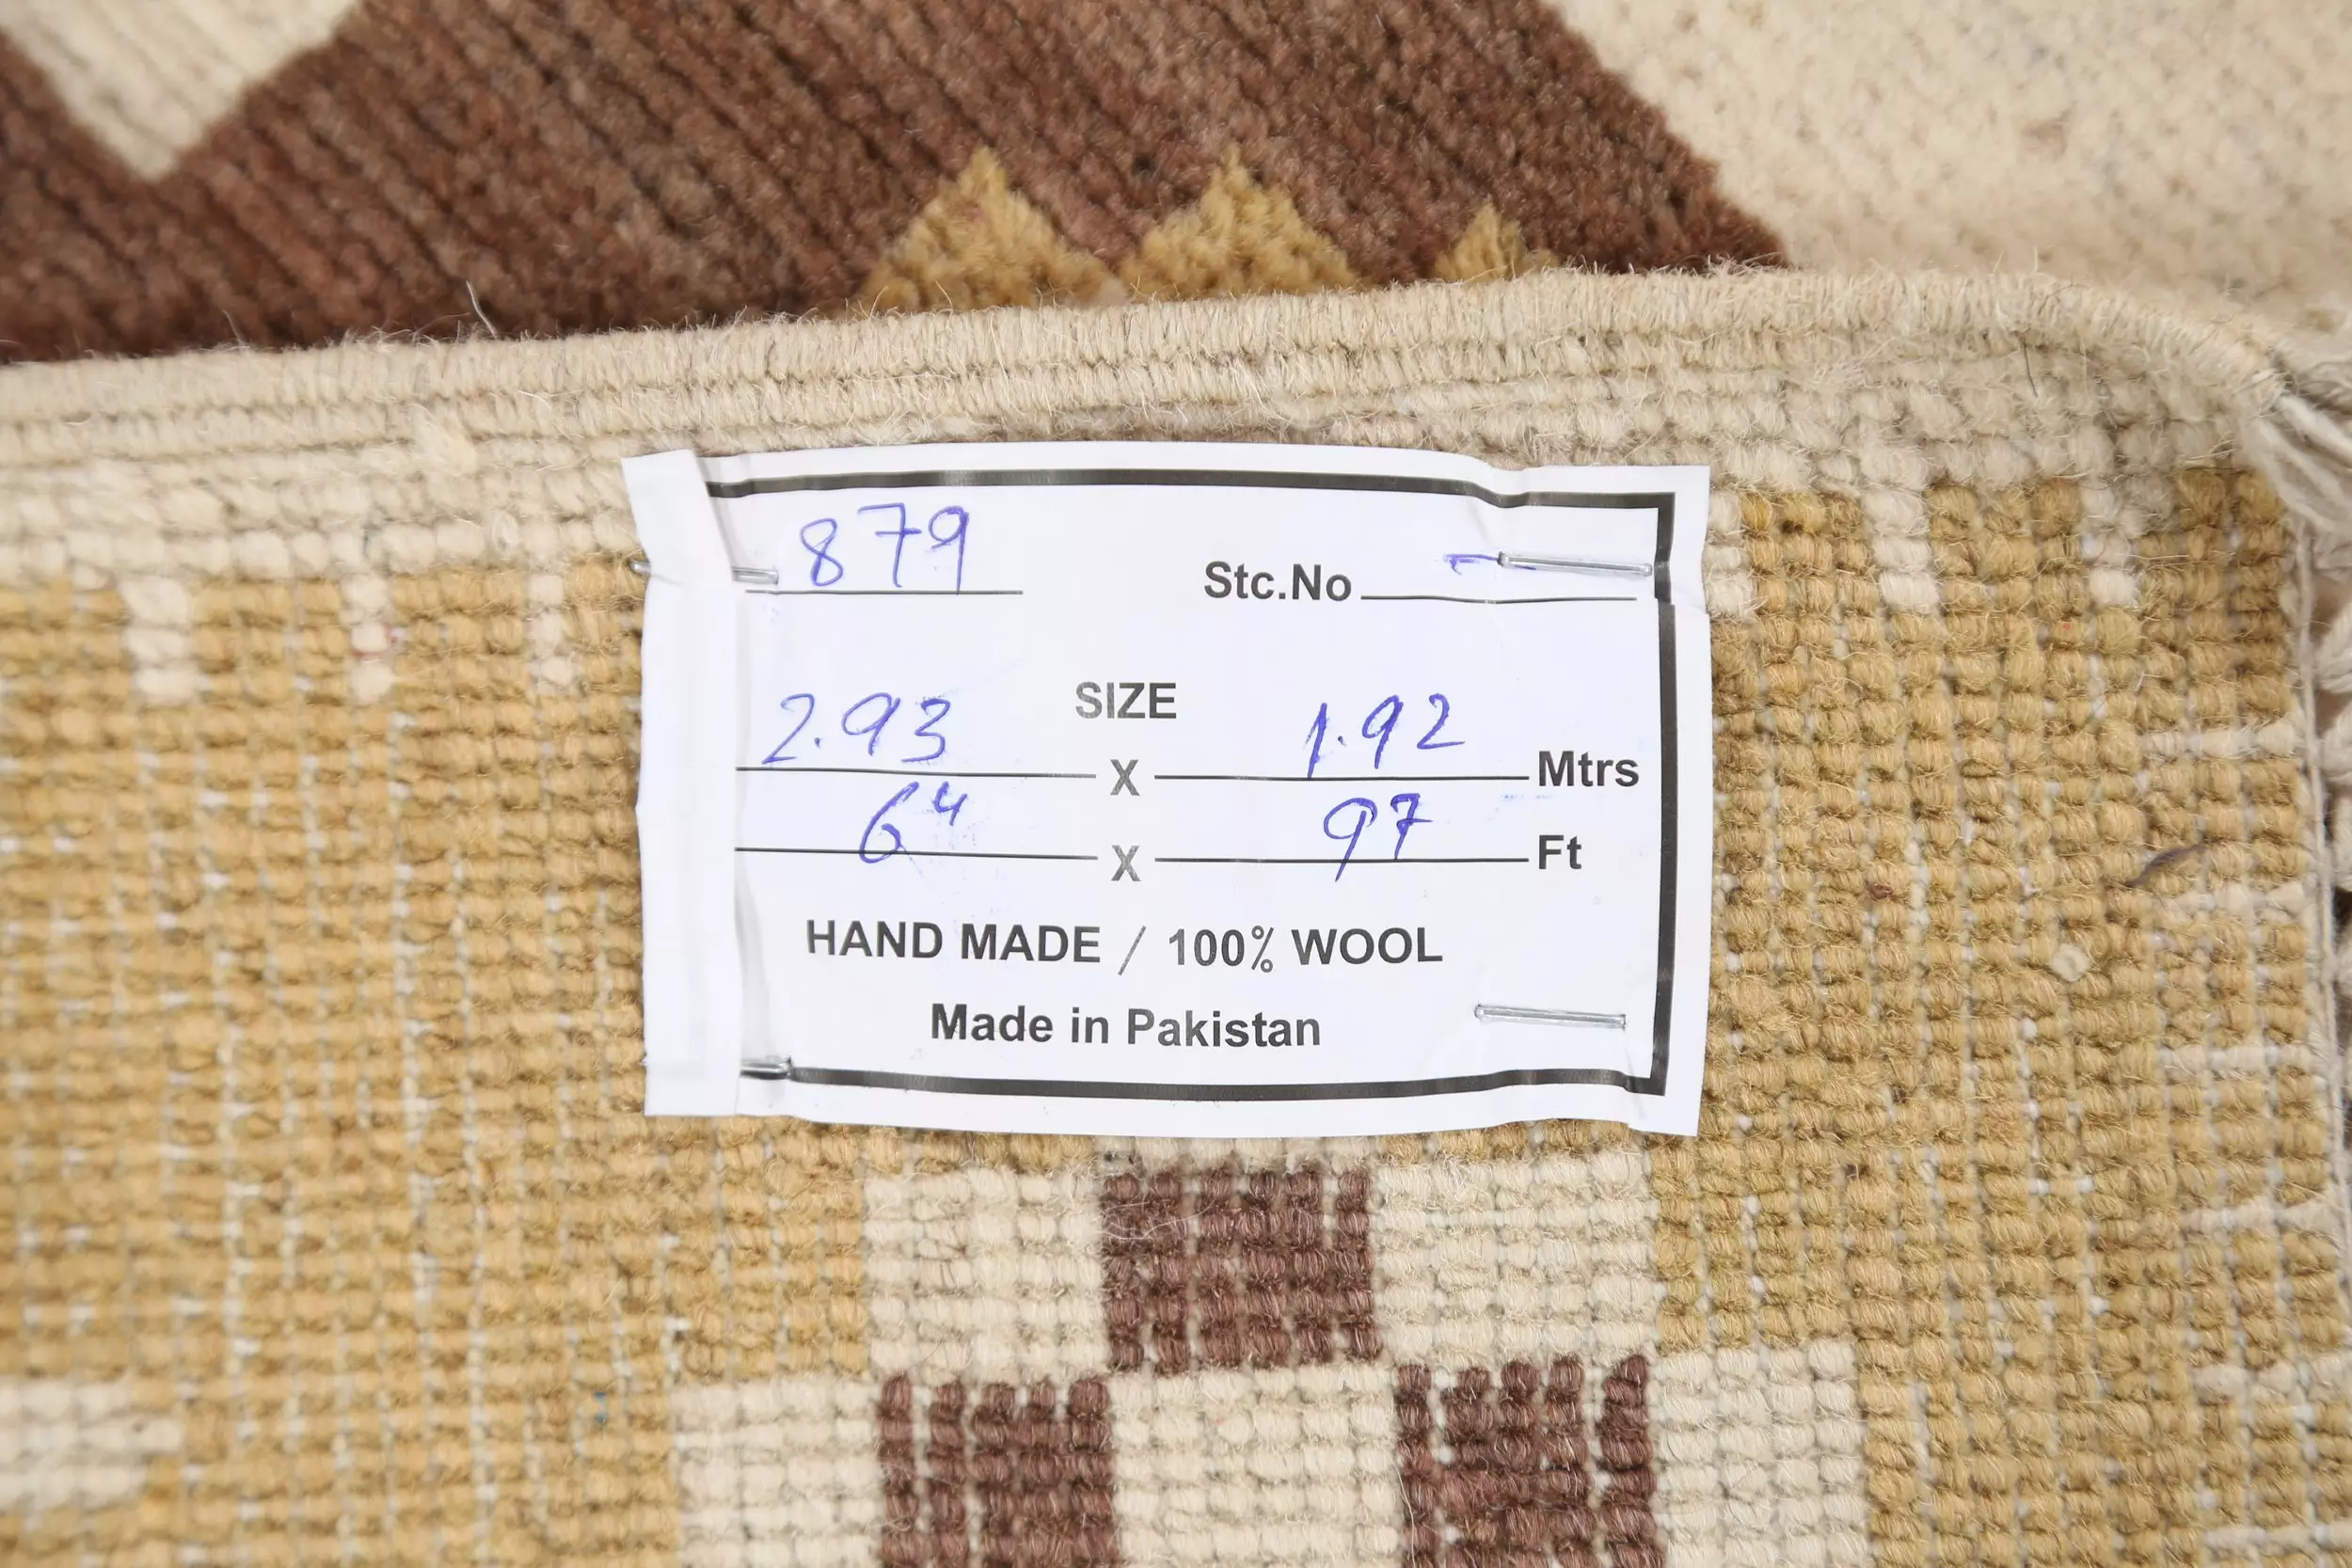 879 Stc.No
SIZE
2.93 X 1.92 Mtrs
6⁴ X 9⁷ Ft
HAND MADE / 100% WOOL
Made in Pakistan